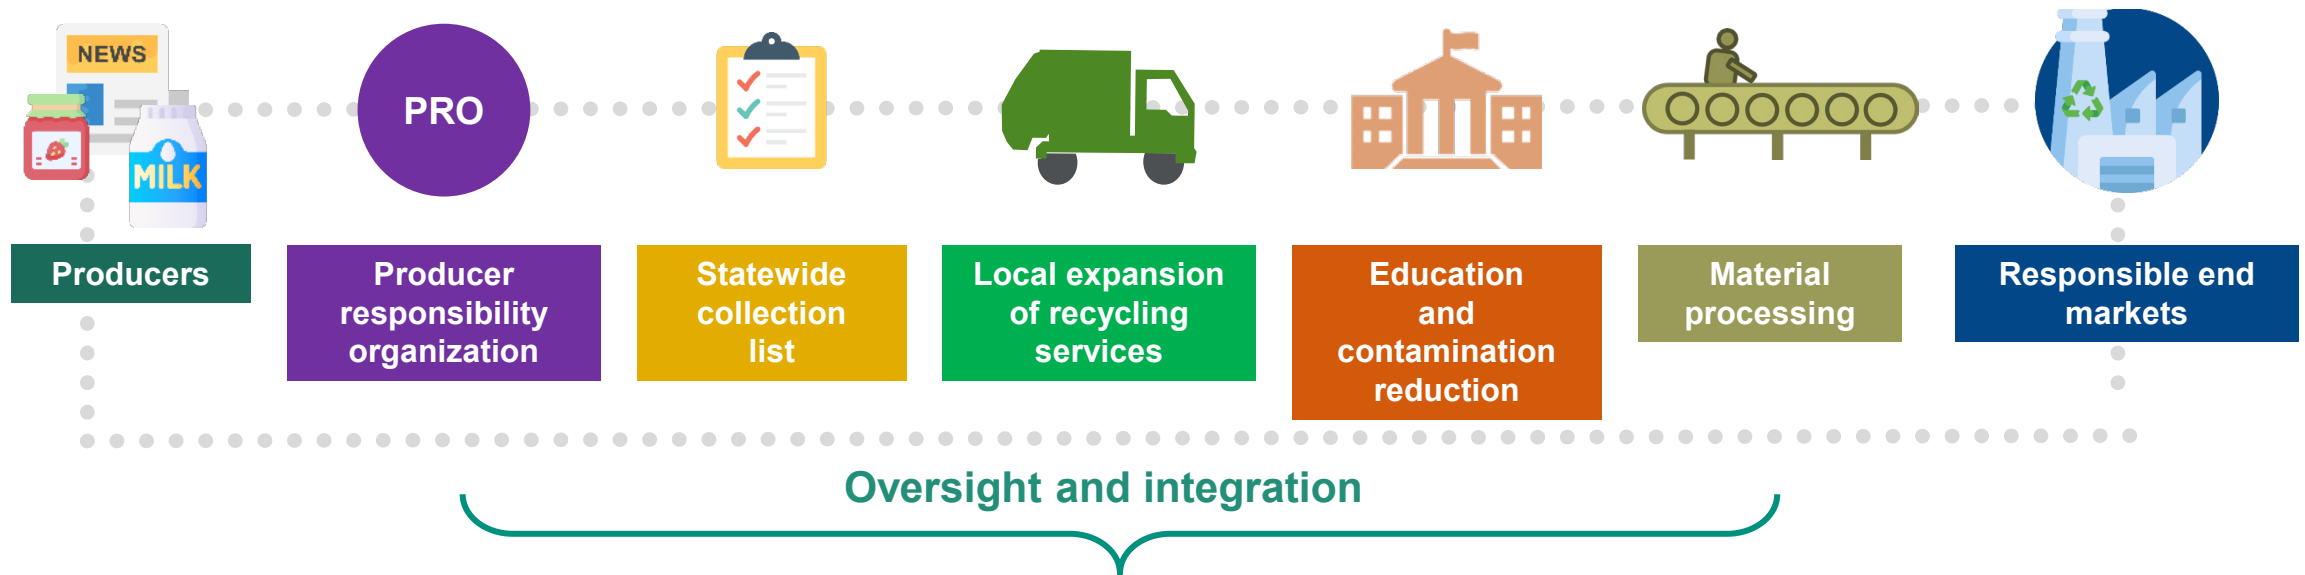 NEWS
MILK
PRO
Producers
Producer
responsibility
organization
Statewide
collection
list
Local expansion
of recycling
services
Education
and
contamination
reduction
Material
processing
Responsible end
markets
Oversight and integration